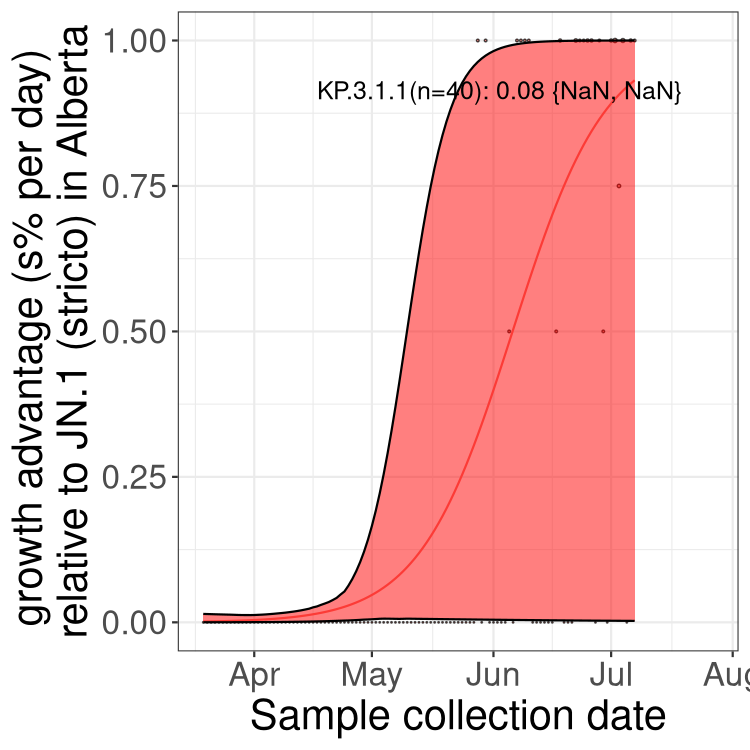 growth advantage (s% per day)
relative to JN.1 (stricto) in Alberta
1.00
0.75
0.50
0.25
0.00
KP.3.1.1(n=40): 0.08 {NaN, NaN}
Apr May Jun Jul Aug
Sample collection date